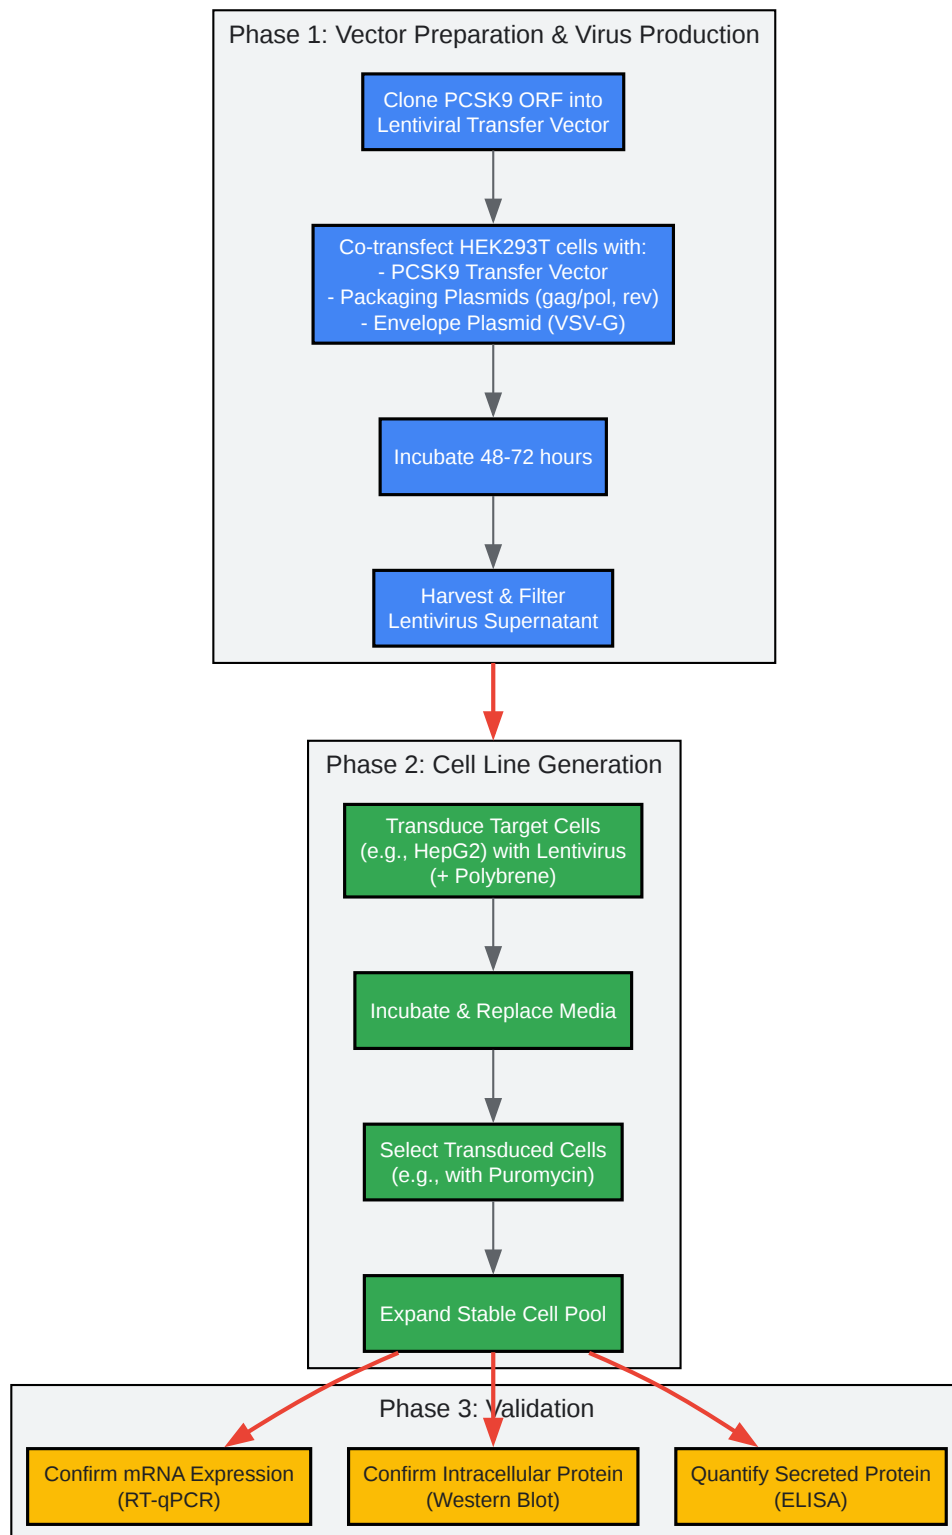 Phase 1: Vector Preparation & Virus Production
Clone PCSK9 ORF into
Lentiviral Transfer Vector
Co-transfect HEK293T cells with:
- PCSK9 Transfer Vector
- Packaging Plasmids (gag/pol, rev)
- Envelope Plasmid (VSV-G)
Incubate 48-72 hours
Harvest & Filter
Lentivirus Supernatant
Phase 2: Cell Line Generation
Transduce Target Cells
(e.g., HepG2) with Lentivirus
(+ Polybrene)
Incubate & Replace Media
Select Transduced Cells
(e.g., with Puromycin)
Expand Stable Cell Pool
Phase 3: Validation
Confirm mRNA Expression
(RT-qPCR)
Confirm Intracellular Protein
(Western Blot)
Quantify Secreted Protein
(ELISA)